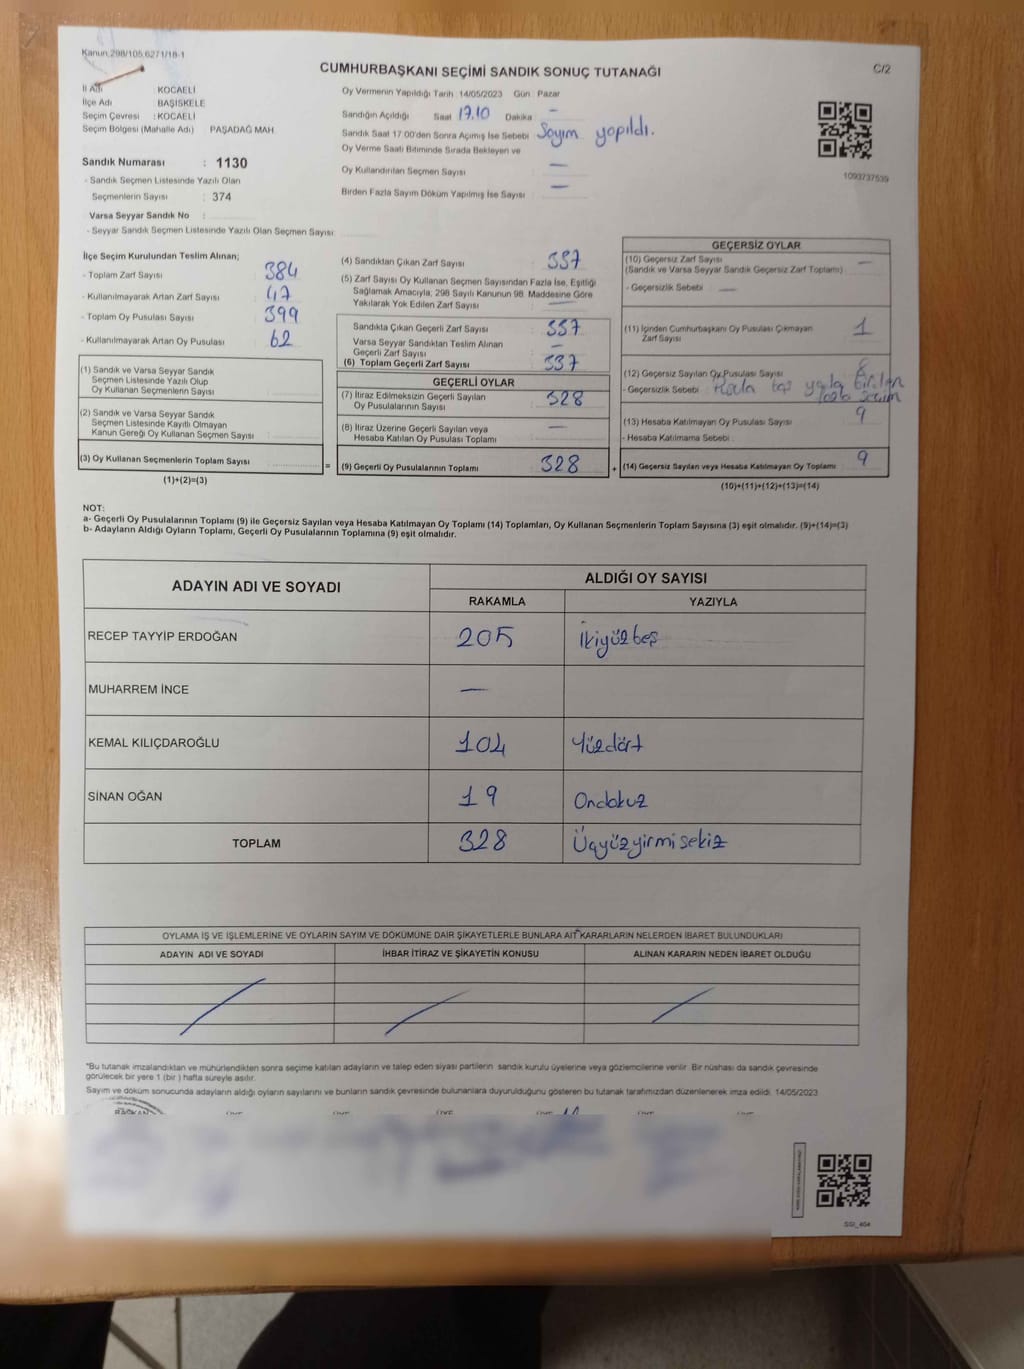 Kanun:298/105,6271/18-1
CUMHURBAŞKANI SEÇİMİ SANDIK SONUÇ TUTANAĞI
C/2
İl Adı KOCAELİ
İlçe Adı BAŞİSKELE
Seçim Çevresi : KOCAELİ
Seçim Bölgesi (Mahalle Adı) PAŞADAĞ MAH.
Sandık Numarası : 1130
- Sandık Seçmen Listesinde Yazılı Olan
Seçmenlerin Sayısı : 374
Varsa Seyyar Sandık No :
- Seyyar Sandık Seçmen Listesinde Yazılı Olan Seçmen Sayısı
Oy Vermenin Yapıldığı Tarih : 14/05/2023 Gün : Pazar
Sandığın Açıldığı Saat 17.10 Dakika : —
Sandık Saat 17:00'den Sonra Açımış İse Sebebi : Sayım yapıldı.
Oy Verme Saati Bitiminde Sırada Bekleyen ve
Oy Kullandırılan Seçmen Sayısı —
Birden Fazla Sayım Döküm Yapılmış İse Sayısı —
1093737539
İlçe Seçim Kurulundan Teslim Alınan;
- Toplam Zarf Sayısı : 384
- Kullanılmayarak Artan Zarf Sayısı : 47
- Toplam Oy Pusulası Sayısı : 399
- Kullanılmayarak Artan Oy Pusulası : 62
(1) Sandık ve Varsa Seyyar Sandık
Seçmen Listesinde Yazılı Olup
Oy Kullanan Seçmenlerin Sayısı :
(2) Sandık ve Varsa Seyyar Sandık
Seçmen Listesinde Kayıtlı Olmayan
Kanun Gereği Oy Kullanan Seçmen Sayısı :
(3) Oy Kullanan Seçmenlerin Toplam Sayısı :
(1)+(2)=(3)
(4) Sandıktan Çıkan Zarf Sayısı : 337
(5) Zarf Sayısı Oy Kullanan Seçmen Sayısından Fazla İse, Eşitliği
Sağlamak Amacıyla; 298 Sayılı Kanunun 98. Maddesine Göre
Yakılarak Yok Edilen Zarf Sayısı : —
Sandıkta Çıkan Geçerli Zarf Sayısı : 337
Varsa Seyyar Sandıktan Teslim Alınan
Geçerli Zarf Sayısı : —
(6) Toplam Geçerli Zarf Sayısı : 337
GEÇERLİ OYLAR
(7) İtiraz Edilmeksizin Geçerli Sayılan
Oy Pusulalarının Sayısı : 328
(8) İtiraz Üzerine Geçerli Sayılan veya
Hesaba Katılan Oy Pusulası Toplamı : —
= (9) Geçerli Oy Pusulalarının Toplamı : 328 +
GEÇERSİZ OYLAR
(10) Geçersiz Zarf Sayısı —
(Sandık ve Varsa Seyyar Sandık Geçersiz Zarf Toplamı)
- Geçersizlik Sebebi : —
(11) İçinden Cumhurbaşkanı Oy Pusulası Çıkmayan 1
Zarf Sayısı
(12) Geçersiz Sayılan Oy Pusulası Sayısı 8
- Geçersizlik Sebebi : boş yada birden
fazla seçim
(13) Hesaba Katılmayan Oy Pusulası Sayısı 9
- Hesaba Katılmama Sebebi :
(14) Geçersiz Sayılan veya Hesaba Katılmayan Oy Toplamı : 9
(10)+(11)+(12)+(13)=(14)
NOT:
a- Geçerli Oy Pusulalarının Toplamı (9) ile Geçersiz Sayılan veya Hesaba Katılmayan Oy Toplamı (14) Toplamları, Oy Kullanan Seçmenlerin Toplam Sayısına (3) eşit olmalıdır. (9)+(14)=(3)
b- Adayların Aldığı Oyların Toplamı, Geçerli Oy Pusulalarının Toplamına (9) eşit olmalıdır.
ADAYIN ADI VE SOYADI ALDIĞI OY SAYISI
RAKAMLA YAZIYLA
RECEP TAYYİP ERDOĞAN 205 İkiyüzbeş
MUHARREM İNCE —
KEMAL KILIÇDAROĞLU 104 Yüzdört
SİNAN OĞAN 19 Ondokuz
TOPLAM 328 Üçyüzyirmisekiz
OYLAMA İŞ VE İŞLEMLERİNE VE OYLARIN SAYIM VE DÖKÜMÜNE DAİR ŞİKAYETLERLE BUNLARA AİT KARARLARIN NELERDEN İBARET BULUNDUKLARI
ADAYIN ADI VE SOYADI İHBAR İTİRAZ VE ŞİKAYETİN KONUSU ALINAN KARARIN NEDEN İBARET OLDUĞU
*Bu tutanak imzalandıktan ve mühürlendikten sonra seçime katılan adayların ve talep eden siyasi partilerin sandık kurulu üyelerine veya gözlemcilerine verilir. Bir nüshası da sandık çevresinde
görülecek bir yere 1 (bir ) hafta süreyle asılır.
Sayım ve döküm sonucunda adayların aldığı oyların sayılarını ve bunların sandık çevresinde bulunanlara duyurulduğunu gösteren bu tutanak tarafımızdan düzenlenerek imza edildi. 14/05/2023
BAŞKAN ÜYE ÜYE ÜYE ÜYE ÜYE ÜYE
SSI_464